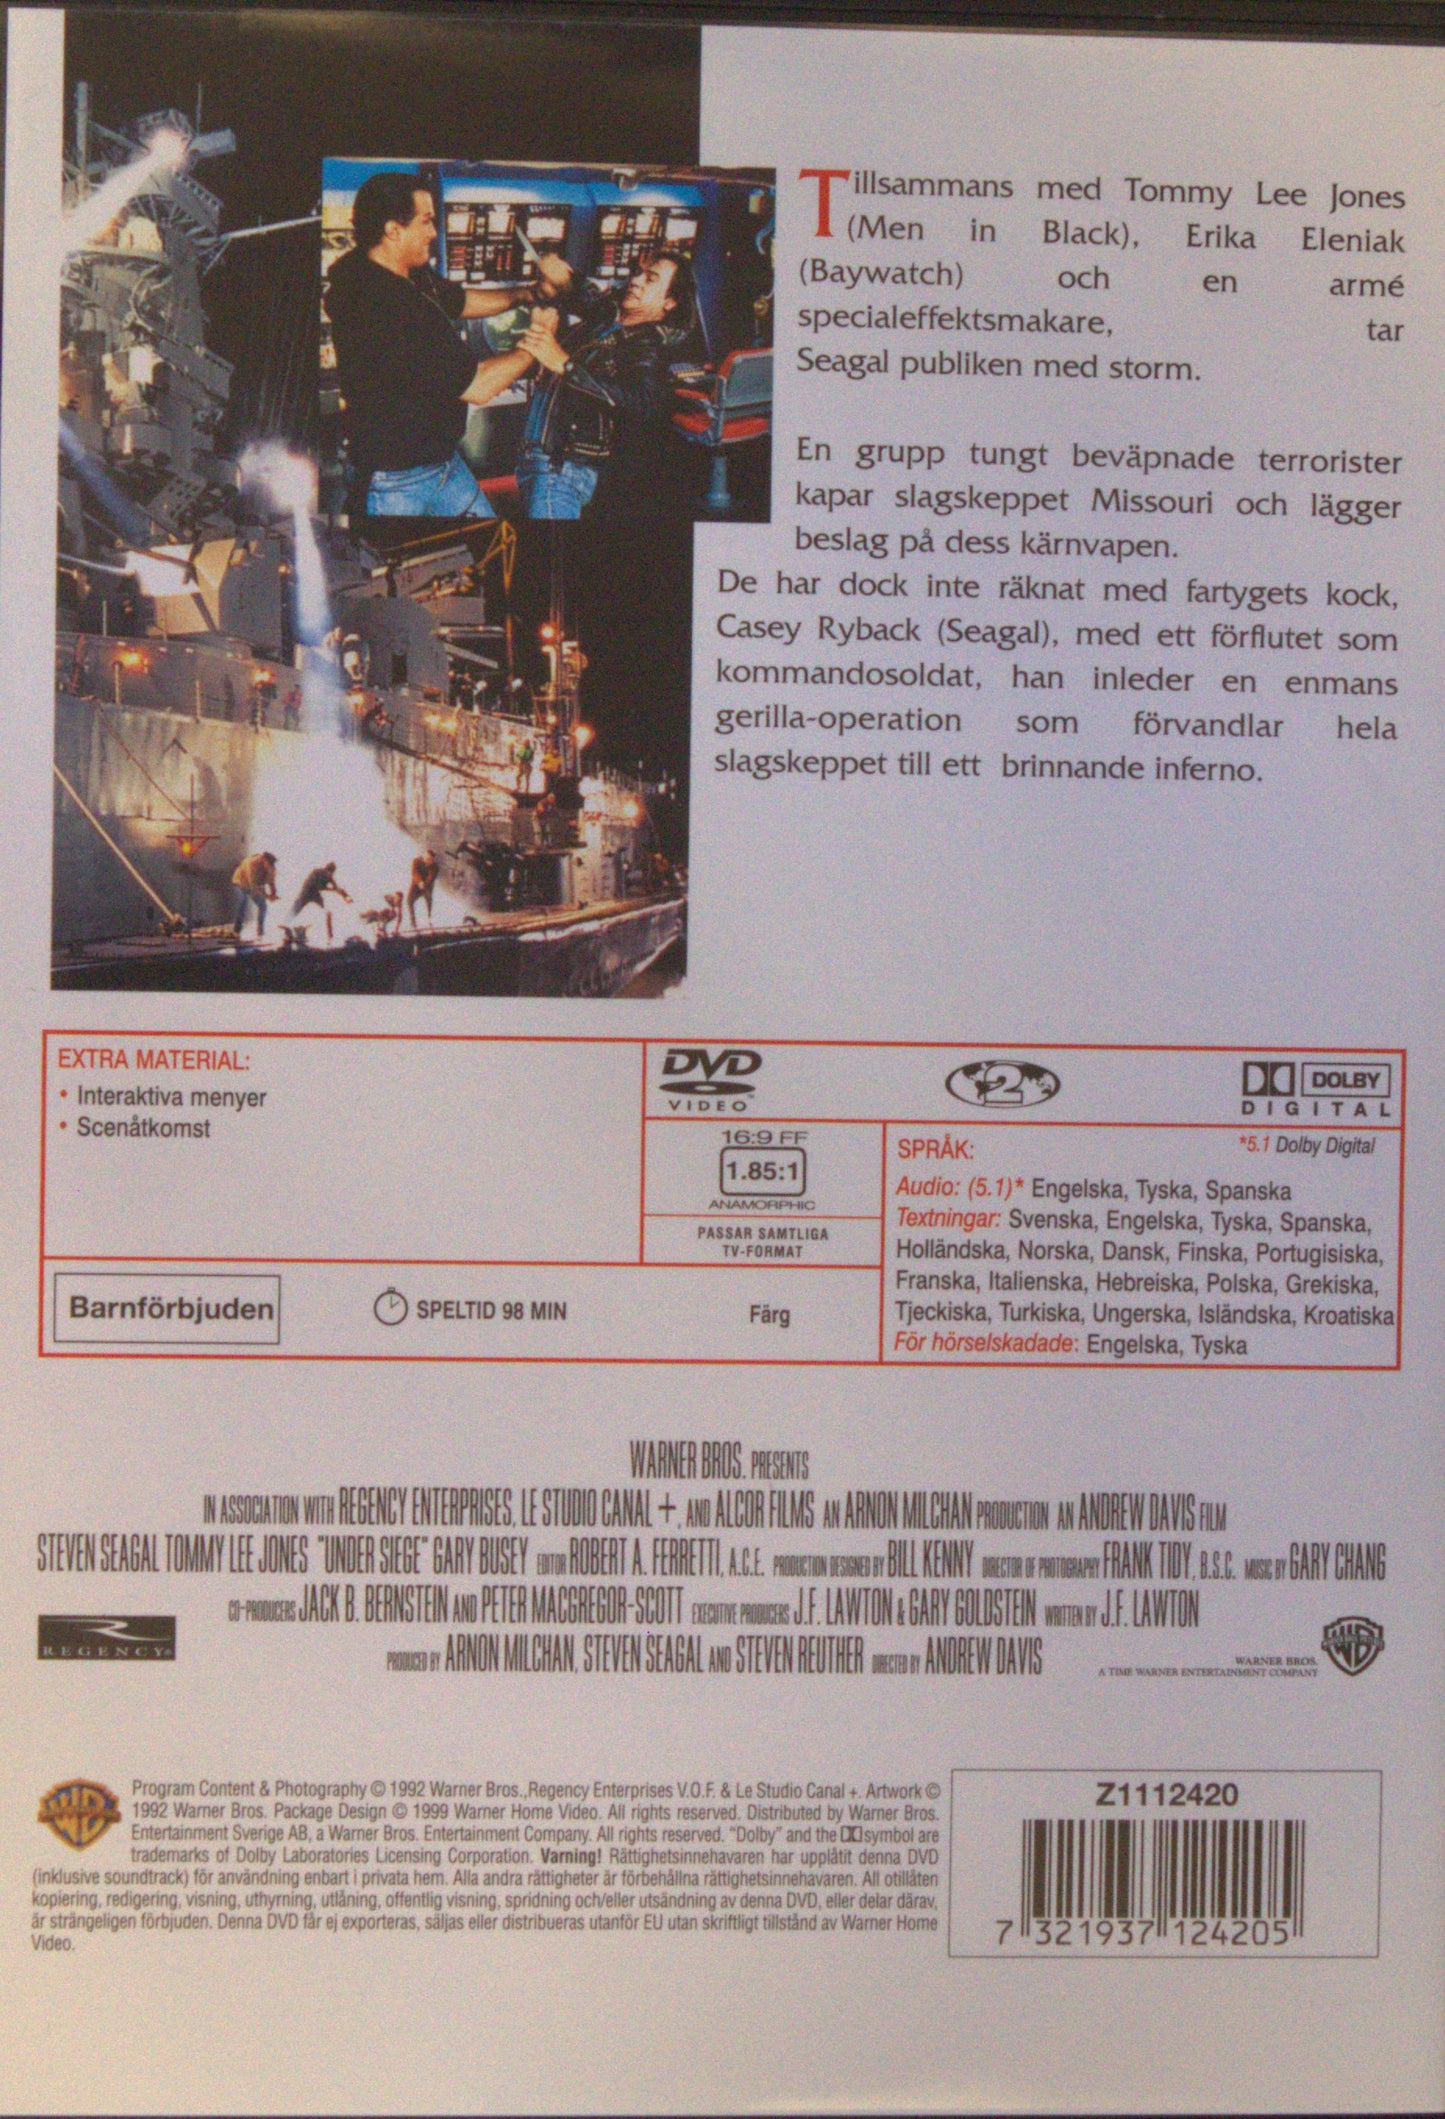 Tillsammans med Tommy Lee Jones
(Men in Black), Erika Eleniak
(Baywatch) och en armé
specialeffektsmakare, tar
Seagal publiken med storm.
En grupp tungt beväpnade terrorister
kapar slagskeppet Missouri och lägger
beslag på dess kärnvapen.
De har dock inte räknat med fartygets kock,
Casey Ryback (Seagal), med ett förflutet som
kommandosoldat, han inleder en enmans
gerilla-operation som förvandlar hela
slagskeppet till ett brinnande inferno.
EXTRA MATERIAL:
• Interaktiva menyer
• Scenåtkomst
DVD
VIDEO™
2
DOLBY
DIGITAL
16:9 FF
1.85:1
ANAMORPHIC
PASSAR SAMTLIGA
TV-FORMAT
SPRÅK: *5.1 Dolby Digital
Audio: (5.1)* Engelska, Tyska, Spanska
Textningar: Svenska, Engelska, Tyska, Spanska,
Holländska, Norska, Dansk, Finska, Portugisiska,
Franska, Italienska, Hebreiska, Polska, Grekiska,
Tjeckiska, Turkiska, Ungerska, Isländska, Kroatiska
För hörselskadade: Engelska, Tyska
Barnförbjuden
SPELTID 98 MIN
Färg
WARNER BROS. PRESENTS
IN ASSOCIATION WITH REGENCY ENTERPRISES, LE STUDIO CANAL +, AND ALCOR FILMS AN ARNON MILCHAN PRODUCTION AN ANDREW DAVIS FILM
STEVEN SEAGAL TOMMY LEE JONES "UNDER SIEGE" GARY BUSEY EDITOR ROBERT A. FERRETTI, A.C.E. PRODUCTION DESIGNED BY BILL KENNY DIRECTOR OF PHOTOGRAPHY FRANK TIDY, B.S.C. MUSIC BY GARY CHANG
CO-PRODUCERS JACK B. BERNSTEIN AND PETER MACGREGOR-SCOTT EXECUTIVE PRODUCERS J.F. LAWTON & GARY GOLDSTEIN WRITTEN BY J.F. LAWTON
PRODUCED BY ARNON MILCHAN, STEVEN SEAGAL AND STEVEN REUTHER DIRECTED BY ANDREW DAVIS
REGENCY®
WARNER BROS.
A TIME WARNER ENTERTAINMENT COMPANY
Program Content & Photography © 1992 Warner Bros.,Regency Enterprises V.O.F. & Le Studio Canal +. Artwork ©
1992 Warner Bros. Package Design © 1999 Warner Home Video. All rights reserved. Distributed by Warner Bros.
Entertainment Sverige AB, a Warner Bros. Entertainment Company. All rights reserved. "Dolby" and the symbol are
trademarks of Dolby Laboratories Licensing Corporation. Varning! Rättighetsinnehavaren har upplåtit denna DVD
(inklusive soundtrack) för användning enbart i privata hem. Alla andra rättigheter är förbehållna rättighetsinnehavaren. All otillåten
kopiering, redigering, visning, uthyrning, utlåning, offentlig visning, spridning och/eller utsändning av denna DVD, eller delar därav,
är strängeligen förbjuden. Denna DVD får ej exporteras, säljas eller distribueras utanför EU utan skriftligt tillstånd av Warner Home
Video.
Z1112420
7 321937 124205